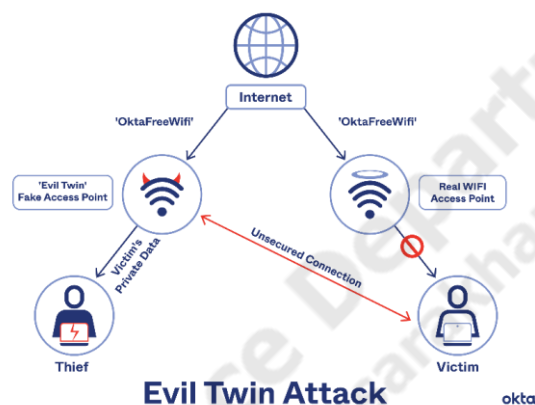 Internet
'OktaFreeWifi'
'OktaFreeWifi'
'Evil Twin'
Fake Access Point
Real WIFI
Access Point
Victim's
Private Data
Unsecured Connection
Thief
Victim
Evil Twin Attack
okta